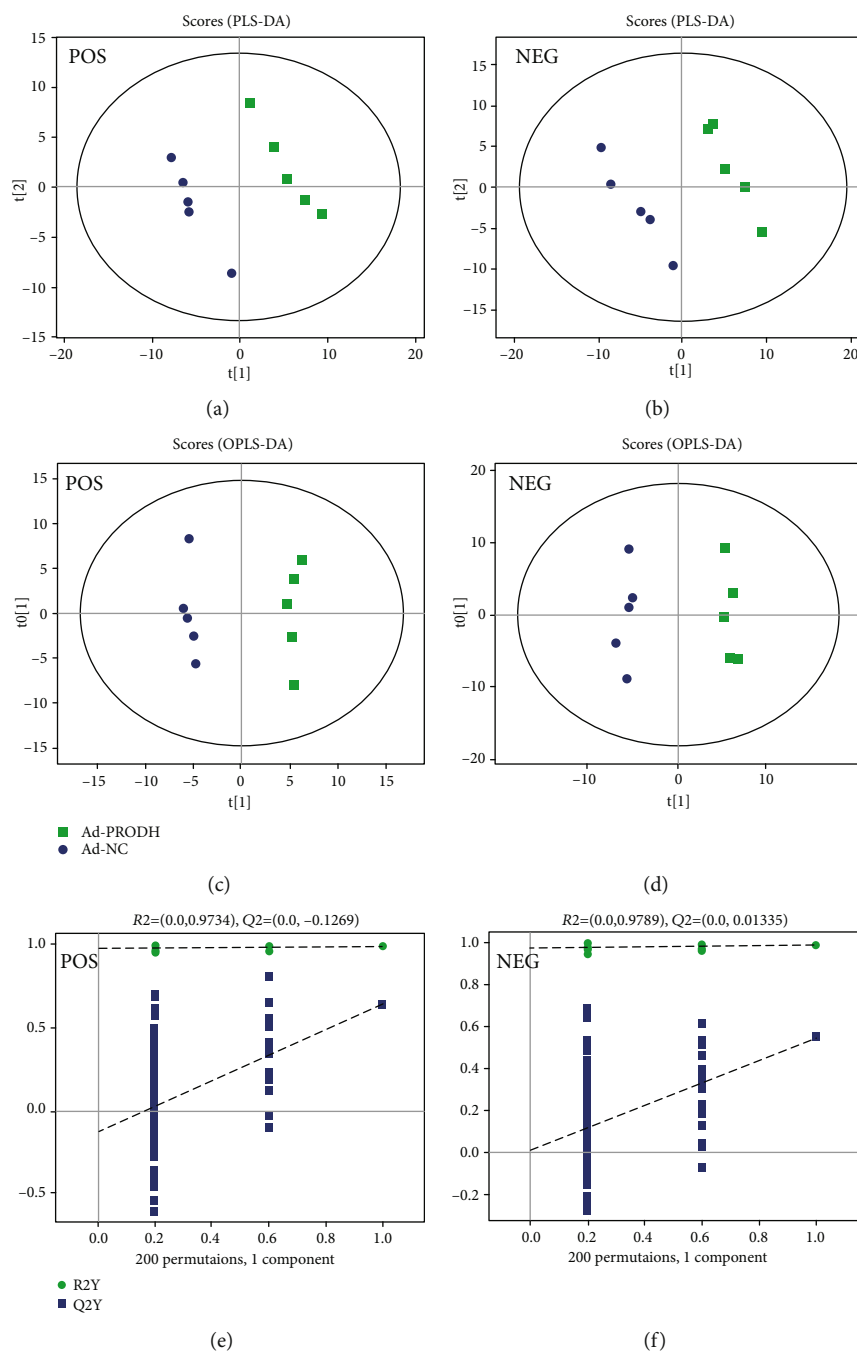 Scores (PLS-DA)
POS
15
10
5
0
−5
−10
−15
t[2]
−20
−10
0
10
20
t[1]
(a)
Scores (PLS-DA)
NEG
15
10
5
0
−5
−10
−15
t[2]
−20
−10
0
10
20
t[1]
(b)
Scores (OPLS-DA)
POS
15
10
5
0
−5
−10
−15
t0[1]
−15
−10
−5
0
5
10
15
t[1]
Ad-PRODH
Ad-NC
(c)
Scores (OPLS-DA)
NEG
20
10
0
−10
−20
t0[1]
−10
0
10
t[1]
(d)
R2=(0.0,0.9734), Q2=(0.0, −0.1269)
POS
1.0
0.5
0.0
−0.5
0.0
0.2
0.4
0.6
0.8
1.0
200 permutaions, 1 component
R2Y
Q2Y
(e)
R2=(0.0,0.9789), Q2=(0.0, 0.01335)
NEG
1.0
0.8
0.6
0.4
0.2
0.0
−0.2
0.0
0.2
0.4
0.6
0.8
1.0
200 permutaions, 1 component
(f)